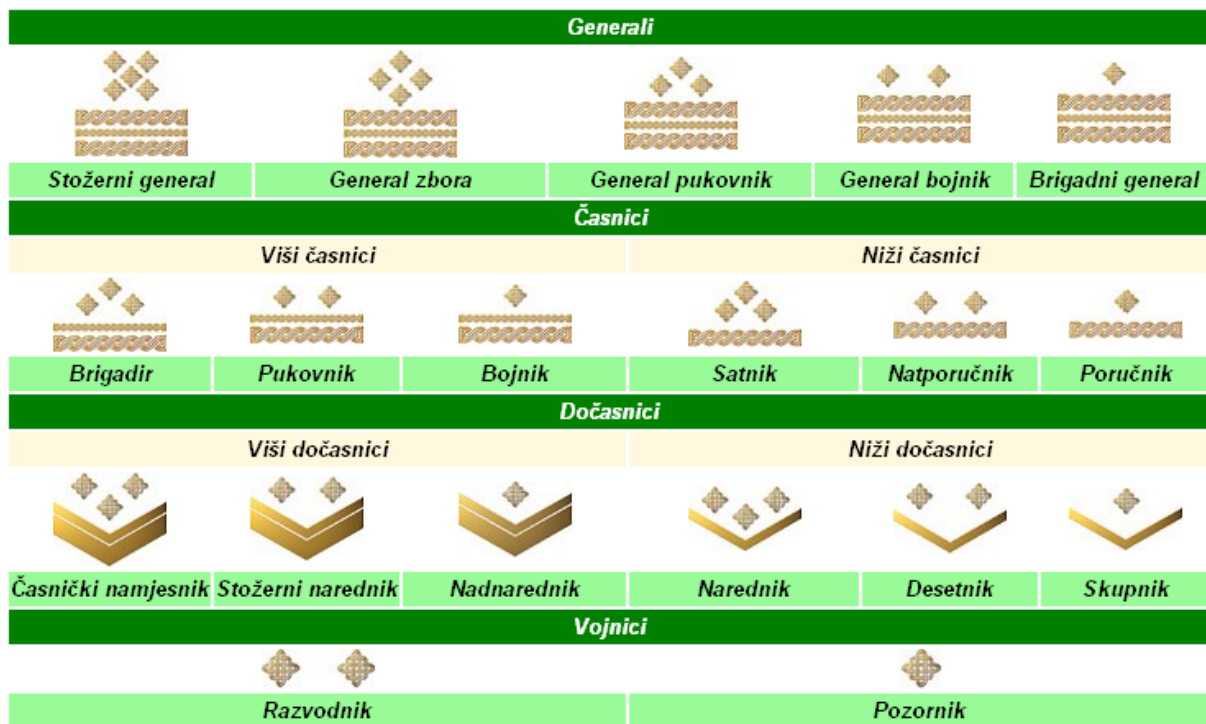 Generali
Stožerni general General zbora General pukovnik General bojnik Brigadni general
Časnici
Viši časnici Niži časnici
Brigadir Pukovnik Bojnik Satnik Natporučnik Poručnik
Dočasnici
Viši dočasnici Niži dočasnici
Časnički namjesnik Stožerni narednik Nadnarednik Narednik Desetnik Skupnik
Vojnici
Razvodnik Pozornik